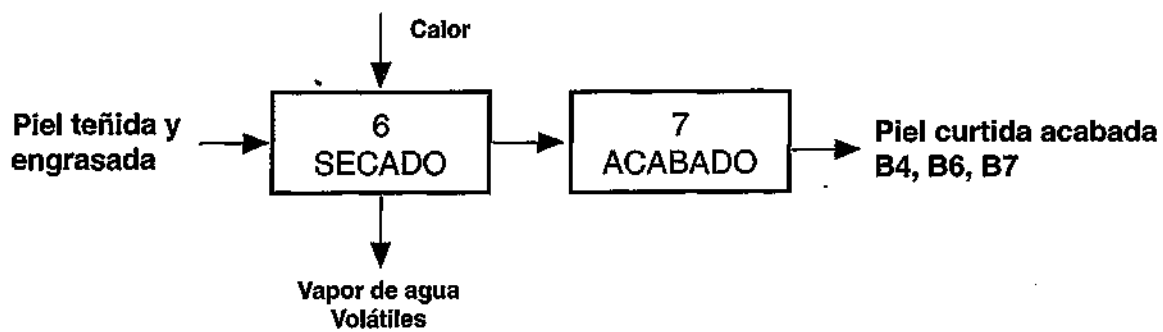 Calor
Piel teñida y
engrasada
6
SECADO
7
ACABADO
Piel curtida acabada
B4, B6, B7
Vapor de agua
Volátiles